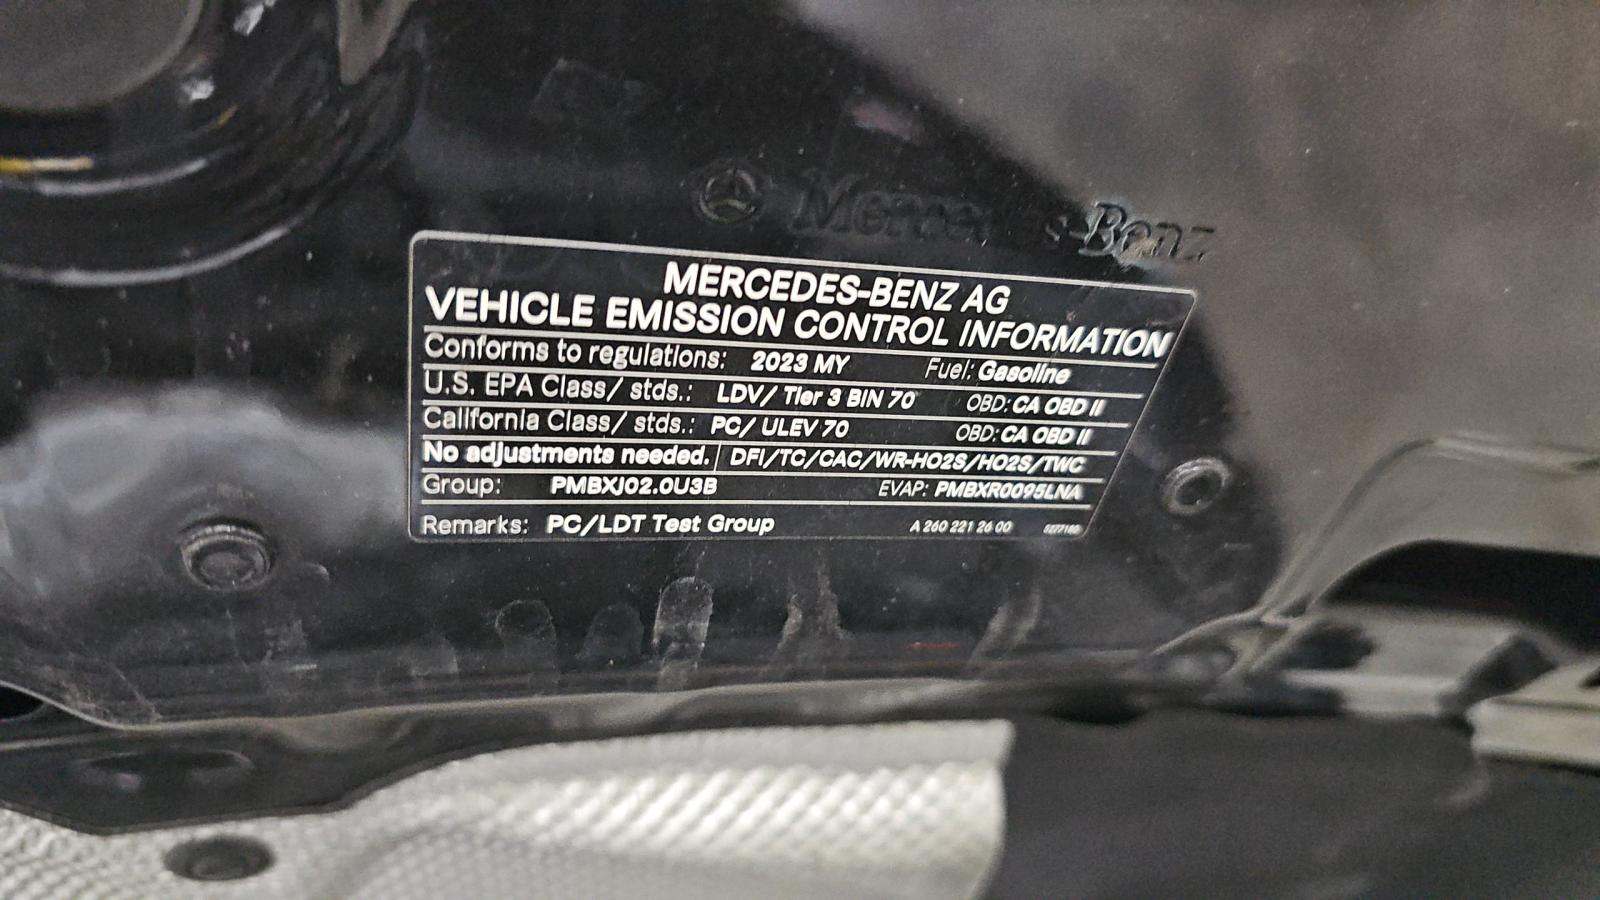 Mercedes-Benz
MERCEDES-BENZ AG
VEHICLE EMISSION CONTROL INFORMATION
Conforms to regulations: 2023 MY Fuel: Gasoline
U.S. EPA Class/ stds.: LDV/ Tier 3 BIN 70 OBD: CA OBD II
California Class/ stds.: PC/ ULEV 70 OBD: CA OBD II
No adjustments needed. DFI/TC/CAC/WR-HO2S/HO2S/TWC
Group: PMBXJ02.0U3B EVAP: PMBXR0095LNA
Remarks: PC/LDT Test Group A 260 221 26 00